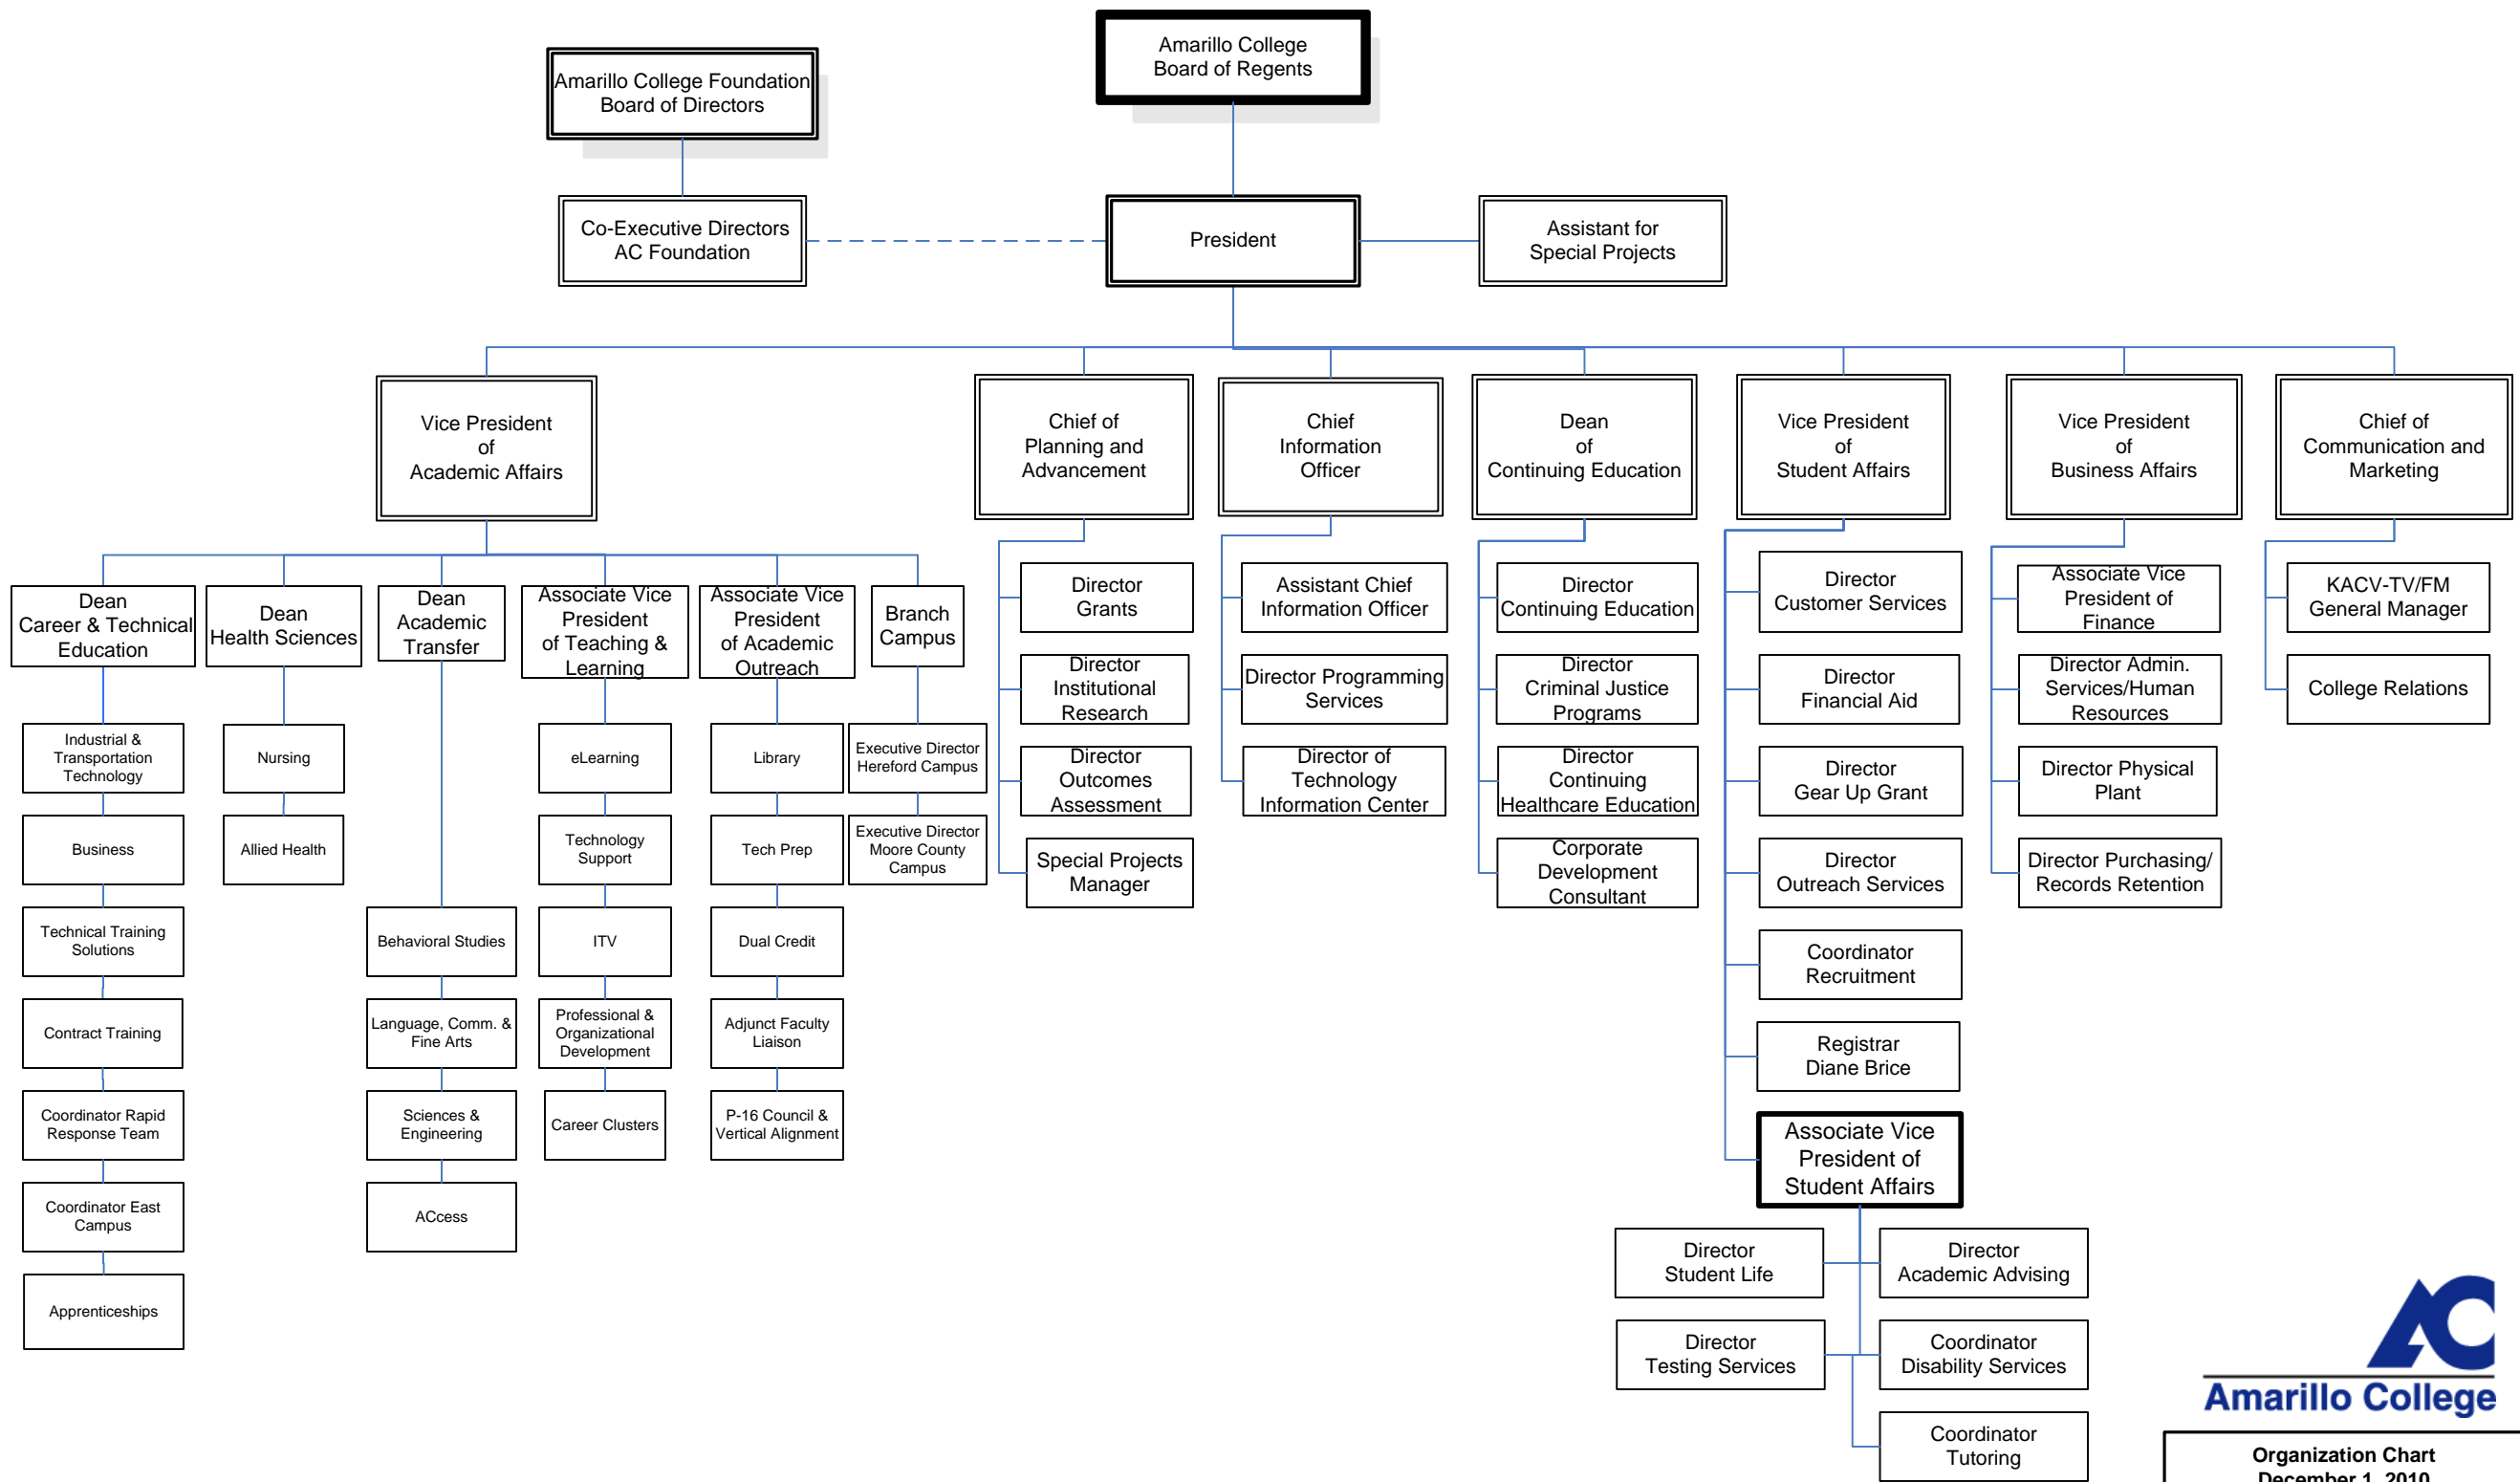 Amarillo College
Board of Regents
Amarillo College Foundation
Board of Directors
Co-Executive Directors
AC Foundation
President
Assistant for
Special Projects
Vice President
of
Academic Affairs
Chief of
Planning and
Advancement
Chief
Information
Officer
Dean
of
Continuing Education
Vice President
of
Student Affairs
Vice President
of
Business Affairs
Chief of
Communication and
Marketing
Dean
Career & Technical
Education
Dean
Health Sciences
Dean
Academic
Transfer
Associate Vice
President
of Teaching &
Learning
Associate Vice
President
of Academic
Outreach
Branch
Campus
Industrial &
Transportation
Technology
Business
Technical Training
Solutions
Contract Training
Coordinator Rapid
Response Team
Coordinator East
Campus
Apprenticeships
Nursing
Allied Health
Behavioral Studies
Language, Comm. &
Fine Arts
Sciences &
Engineering
ACcess
eLearning
Technology
Support
ITV
Professional &
Organizational
Development
Career Clusters
Library
Tech Prep
Dual Credit
Adjunct Faculty
Liaison
P-16 Council &
Vertical Alignment
Executive Director
Hereford Campus
Executive Director
Moore County
Campus
Director
Grants
Director
Institutional
Research
Director
Outcomes
Assessment
Special Projects
Manager
Assistant Chief
Information Officer
Director Programming
Services
Director of
Technology
Information Center
Director
Continuing Education
Director
Criminal Justice
Programs
Director
Continuing
Healthcare Education
Corporate
Development
Consultant
Director
Customer Services
Director
Financial Aid
Director
Gear Up Grant
Director
Outreach Services
Coordinator
Recruitment
Registrar
Diane Brice
Associate Vice
President of
Student Affairs
Director
Student Life
Director
Academic Advising
Director
Testing Services
Coordinator
Disability Services
Coordinator
Tutoring
Associate Vice
President of
Finance
Director Admin.
Services/Human
Resources
Director Physical
Plant
Director Purchasing/
Records Retention
KACV-TV/FM
General Manager
College Relations
AC
Amarillo College
Organization Chart
December 1, 2010